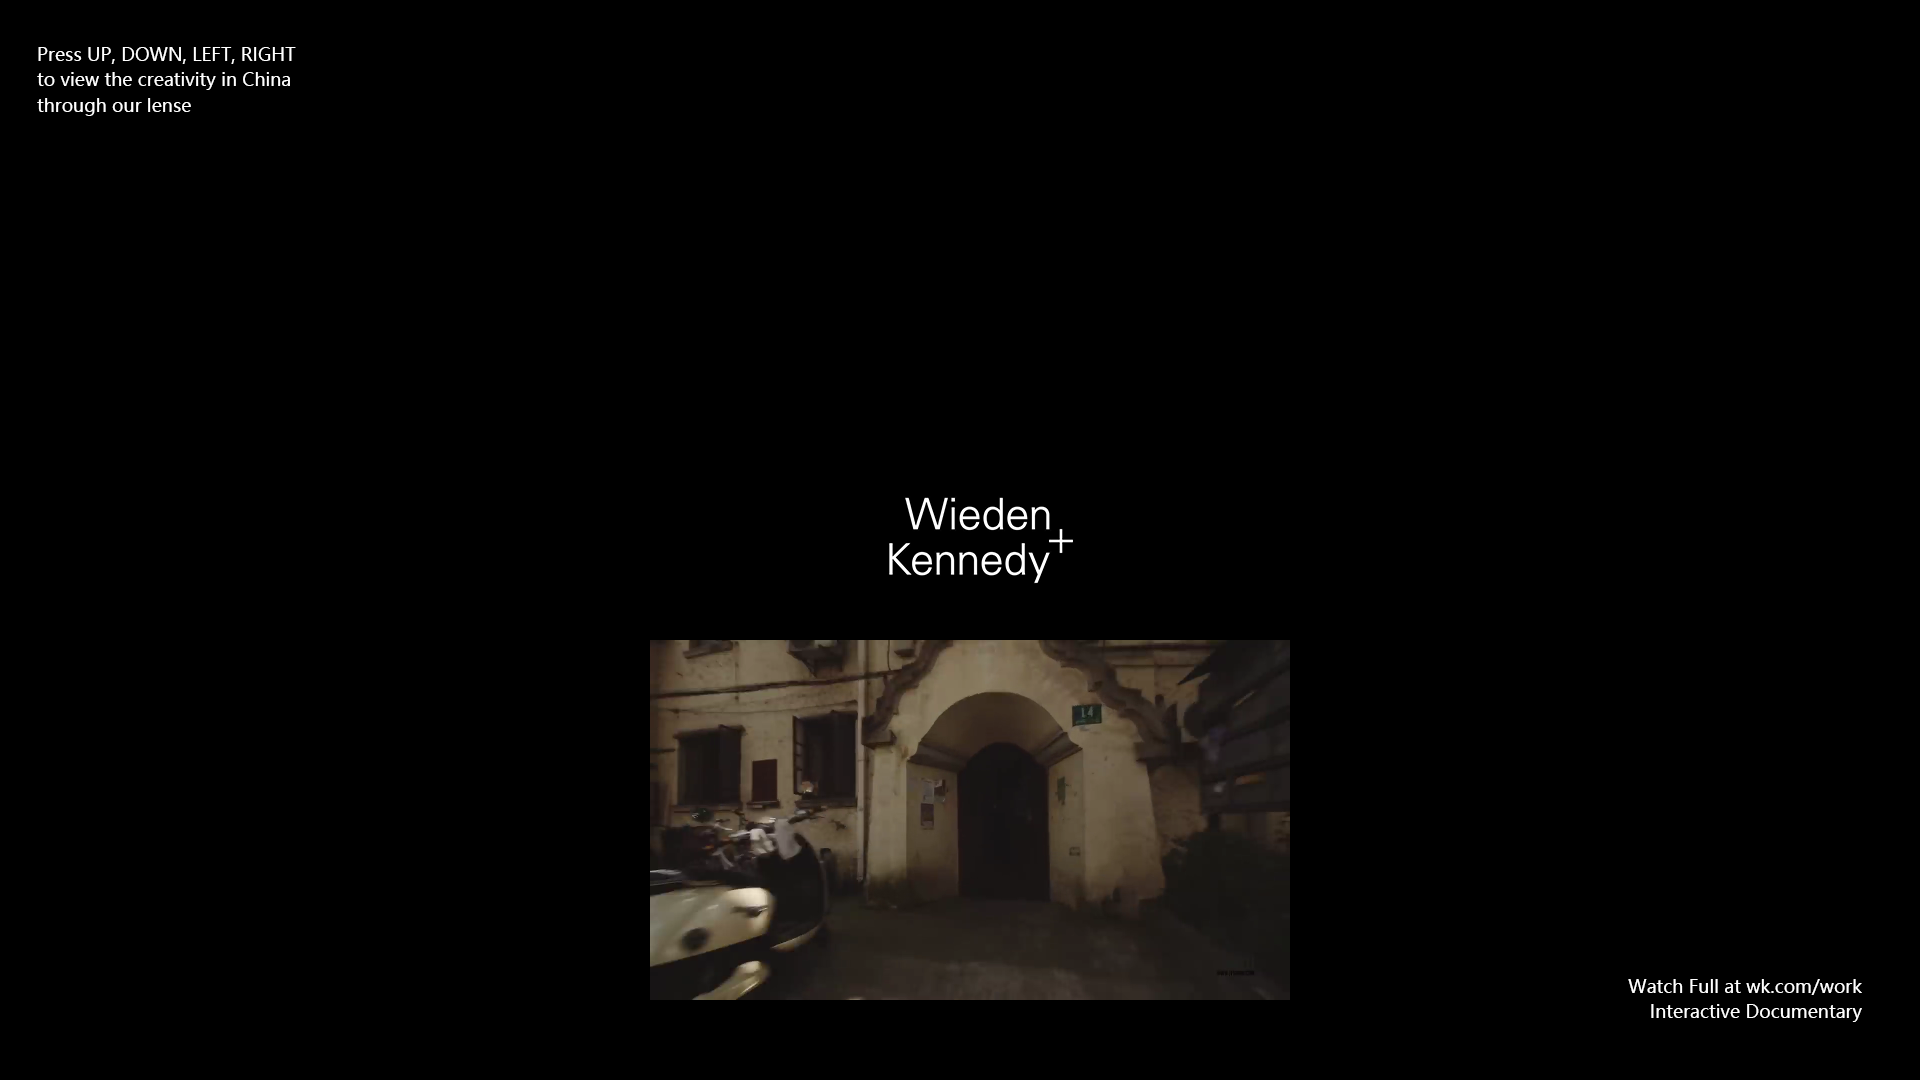 Press UP, DOWN, LEFT, RIGHT
to view the creativity in China
through our lense
Wieden
Kennedy+
14
Watch Full at wk.com/work
Interactive Documentary